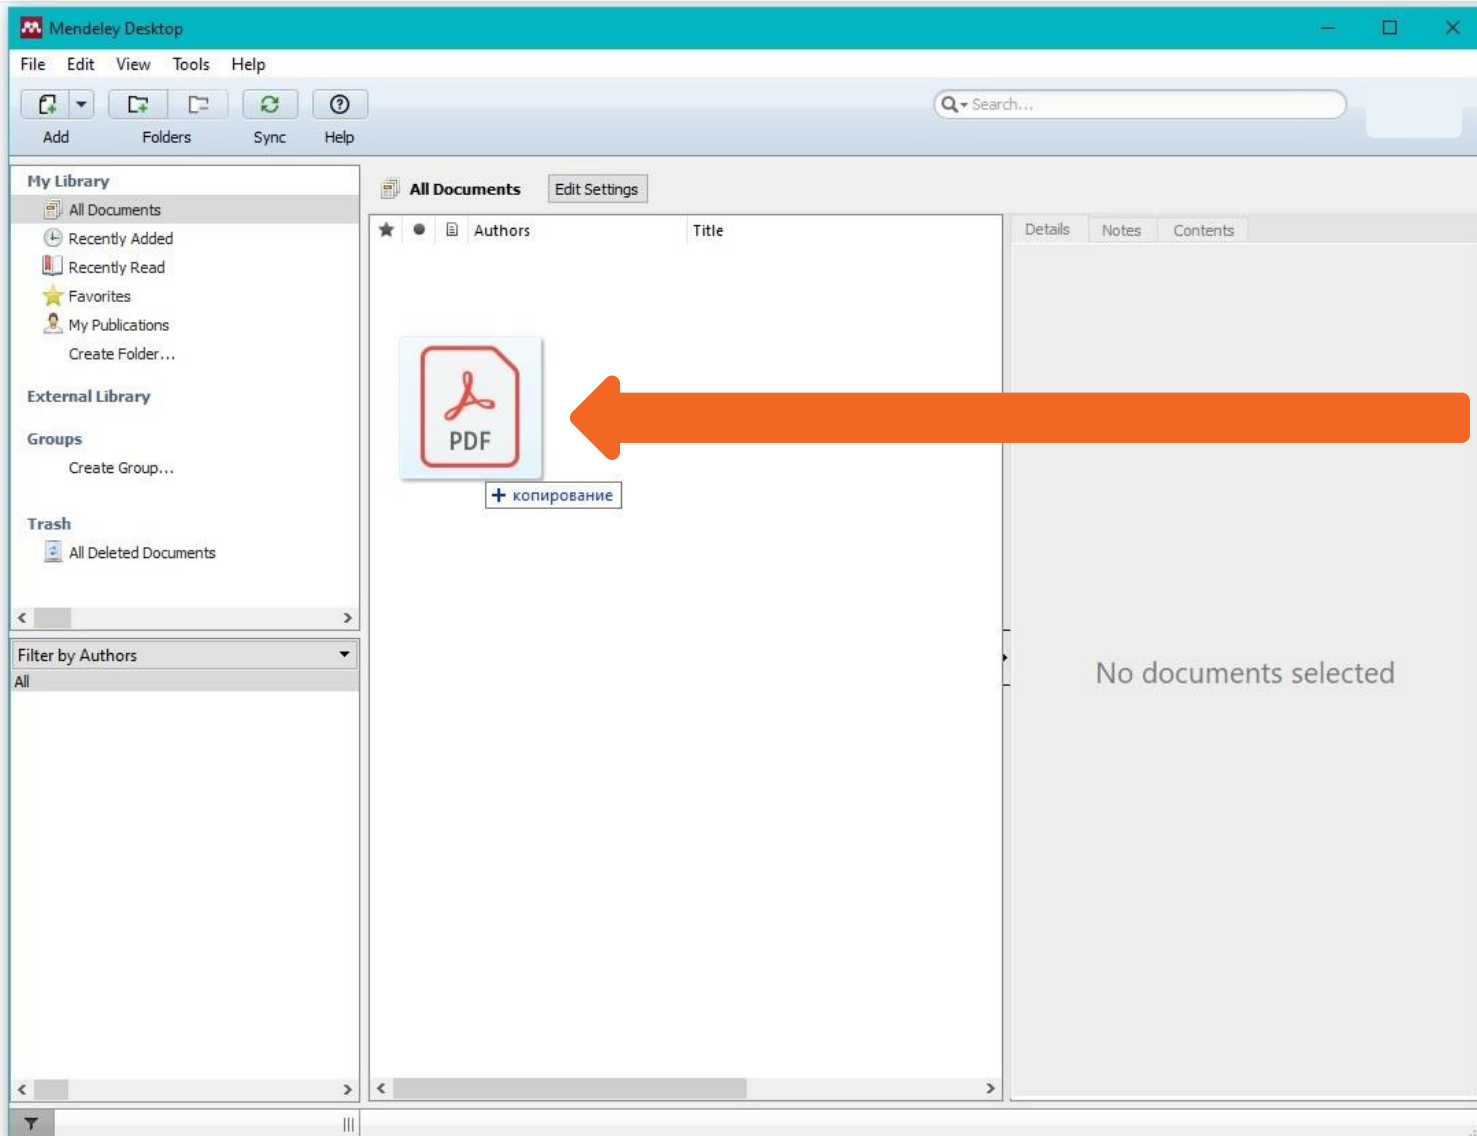 Mendeley Desktop
File Edit View Tools Help
Search...
Add Folders Sync Help
My Library
All Documents
Recently Added
Recently Read
Favorites
My Publications
Create Folder...
External Library
Groups
Create Group...
Trash
All Deleted Documents
Filter by Authors
All
All Documents Edit Settings
Authors Title
PDF
+ копирование
Details Notes Contents
No documents selected